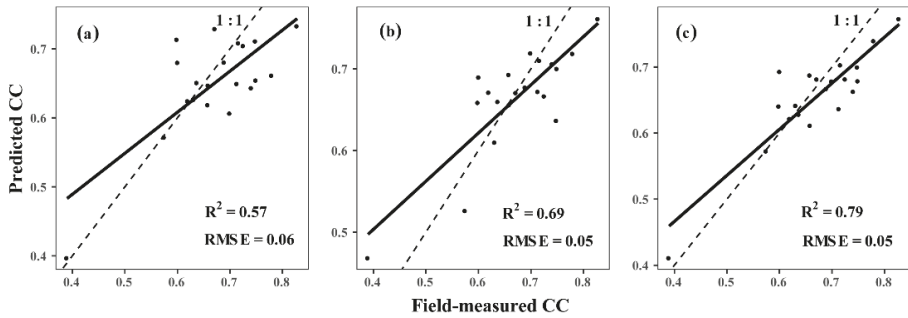 (a)
1 : 1
(b)
1 : 1
(c)
1 : 1
Predicted CC
0.7
0.6
0.5
0.4
0.7
0.6
0.5
0.7
0.6
0.5
0.4
R² = 0.57
RMSE = 0.06
R² = 0.69
RMSE = 0.05
R² = 0.79
RMSE = 0.05
0.4 0.5 0.6 0.7 0.8
0.4 0.5 0.6 0.7 0.8
0.4 0.5 0.6 0.7 0.8
Field-measured CC